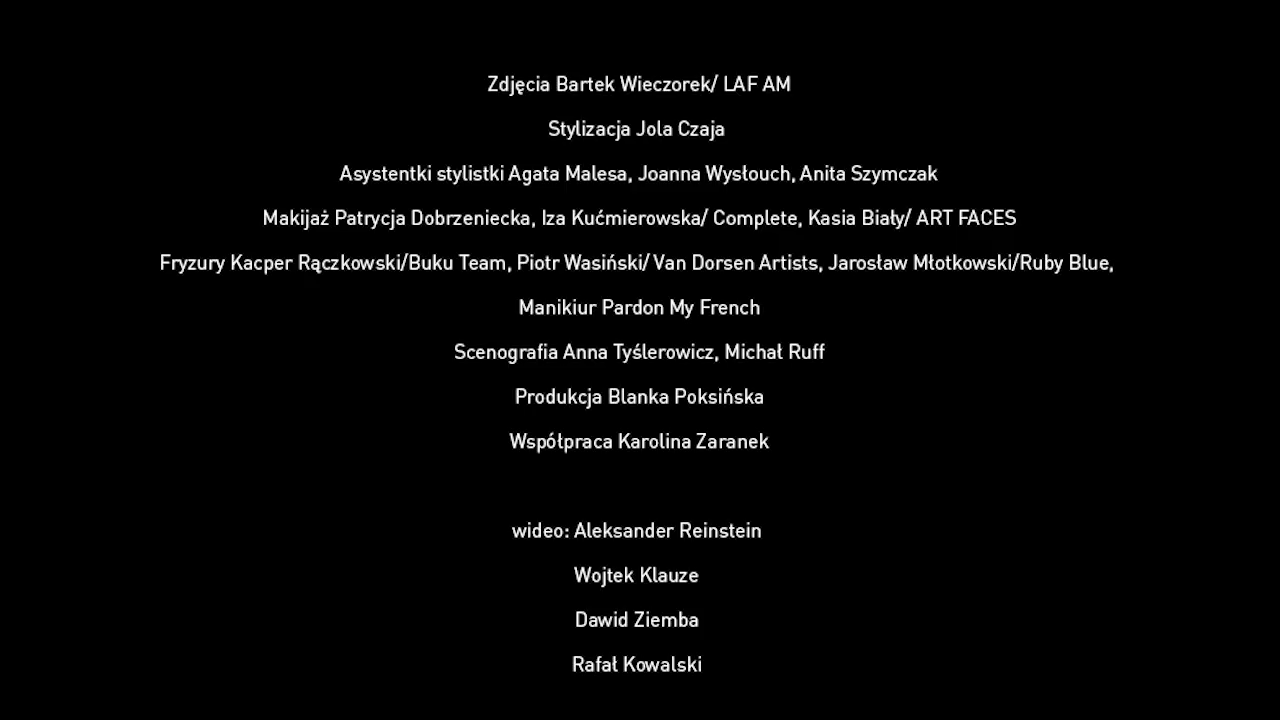 Zdjęcia Bartek Wieczorek/ LAF AM
Stylizacja Jola Czaja
Asystentki stylistki Agata Malesa, Joanna Wysłouch, Anita Szymczak
Makijaż Patrycja Dobrzeniecka, Iza Kućmierowska/ Complete, Kasia Biały/ ART FACES
Fryzury Kacper Rączkowski/Buku Team, Piotr Wasiński/ Van Dorsen Artists, Jarosław Młotkowski/Ruby Blue,
Manikiur Pardon My French
Scenografia Anna Tyślerowicz, Michał Ruff
Produkcja Blanka Poksińska
Współpraca Karolina Zaranek
wideo: Aleksander Reinstein
Wojtek Klauze
Dawid Ziemba
Rafał Kowalski